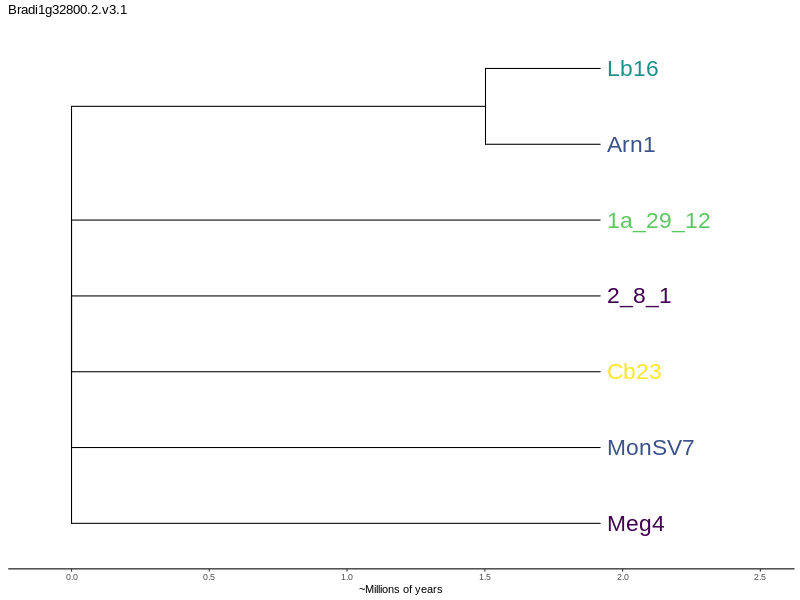 Bradi1g32800.2.v3.1
Lb16
Arn1
1a_29_12
2_8_1
Cb23
MonSV7
Meg4
0.0 0.5 1.0 1.5 2.0 2.5
~Millions of years